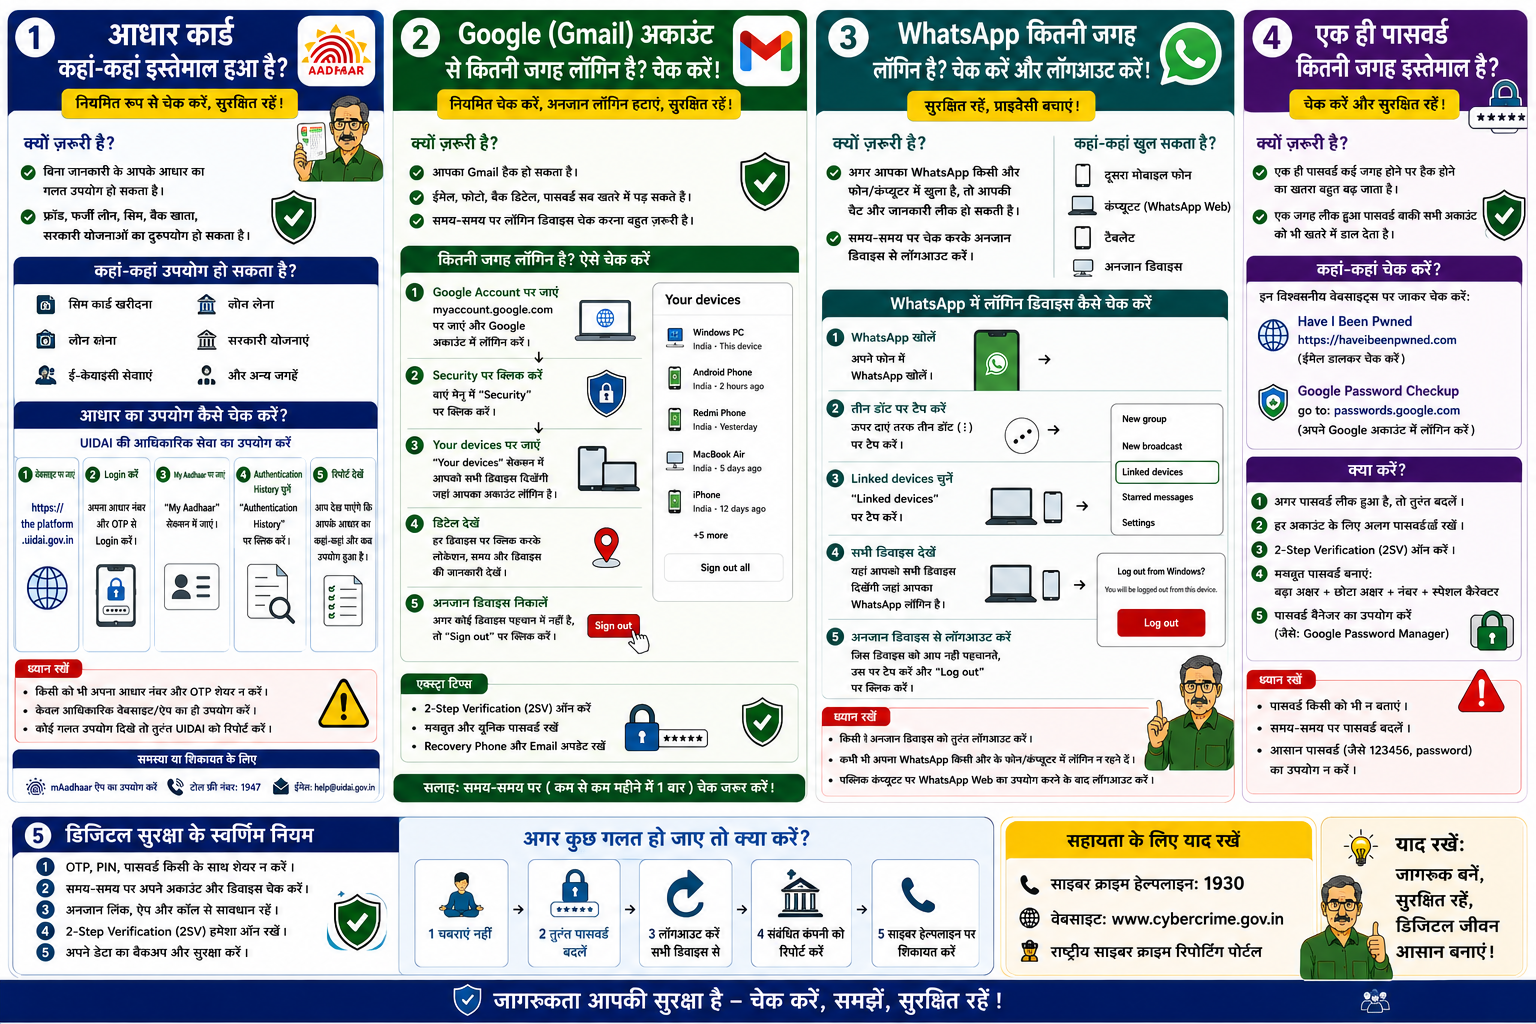 1
आधार कार्ड
कहां-कहां इस्तेमाल हआ है?
AADHAAR
नियमित रूप से चेक करें, सुरक्षित रहें!
क्यों ज़रूरी है?
बिना जानकारी के आपके आधार का
गलत उपयोग हो सकता है।
फ्रॉड, फर्जी लोन, सिम, बैक खाता,
सरकारी योजनाओं का दुरुपयोग हो सकता है।
कहां-कहां उपयोग हो सकता है?
सिम कार्ड खरीदना
लोन लेना
लोन लेना
सरकारी योजनाएं
ई-केवाइसी सेवााएं
और अन्य जगहें
आधार का उपयोग कैसे चेक करें?
UIDAI की आधिकारिक सेवा का उपयोग करें
1 वेबसाइट पर जाएं
https://
the platform
.uidai.gov.in
2 Login करें
अपना आधार नंबर
और OTP से
Login करें।
3 My Aadhaar पर जाएं
"My Aadhaar"
सेक्शन में जाएं।
4 Authentication
History चुनें
"Authentication
History"
पर क्लिक करें।
5 रिपोर्ट देखें
आप देख पाएंगे कि
आपके आधार का
कहां-कहां और कब
उपयोग हुआ है।
ध्यान रखें
• किसी को भी अपना आधार नंबर और OTP शेयर न करें।
• केवल आधिकारिक वेबसाइट/ऐप का ही उपयोग करें।
• कोई गलत उपयोग दिखे तो तुरंत UIDAI को रिपोर्ट करें।
समस्या या शिकायत के लिए
mAadhaar ऐप का उपयोग करें
टोल फ्री नंबर: 1947
ईमेल: help@uidai.gov.in
2
Google (Gmail) अकाउंट
से कितनी जगह लॉगिन है? चेक करें!
नियमित चेक करें, अनजान लॉगिन हटाएं, सुरक्षित रहें!
क्यों ज़रूरी है?
आपका Gmail हैक हो सकता है।
ईमेल, फोटो, बैक डिटेल, पासवर्ड सब खतरे में पड़ सकते हैं।
समय-समय पर लॉगिन डिवाइस चेक करना बहुत ज़रूरी है।
कितनी जगह लॉगिन है? ऐसे चेक करें
1 Google Account पर जाएं
myaccount.google.com
पर जाएं और Google
अकाउंट में लॉगिन करें।
2 Security पर क्लिक करें
बाएं मेनू में "Security"
पर क्लिक करें।
3 Your devices पर जाएं
"Your devices" सेक्शन में
आपको सभी डिवाइस दिखेंगी
जहां आपका अकाउंट लॉगिन है।
4 डिटेल देखें
हर डिवाइस पर क्लिक करके
लोकेशन, समय और डिवाइस
की जानकारी देखें।
5 अनजान डिवाइस निकालें
अगर कोई डिवाइस पहचान में नहीं है,
तो "Sign out" पर क्लिक करें।
Your devices
Windows PC
India • This device
Android Phone
India • 2 hours ago
Redmi Phone
India • Yesterday
MacBook Air
India • 5 days ago
iPhone
India • 12 days ago
+5 more
Sign out all
Sign out
एक्स्ट्रा टिप्स
• 2-Step Verification (2SV) ऑन करें
• मजबुत और यूनिक पासवर्ड रखें
• Recovery Phone और Email अपडेट रखें
*****
सलाह: समय-समय पर ( कम से कम महीने में 1 बार ) चेक जरूर करें!
3
WhatsApp कितनी जगह
लॉगिन है? चेक करें और लॉगआउट करें!
सुरक्षित रहें, प्राइवेसी बचाएं!
क्यों ज़रूरी है?
अगर आपका WhatsApp किसी और
फोन/कंप्यूटर में खुला है, तो आपकी
चैट और जानकारी लीक हो सकती है।
समय-समय पर चेक करके अनजान
डिवाइस से लॉगआउट करें।
कहां-कहां खुल सकता है?
दूसरा मोबाइल फोन
कंप्यूटट (WhatsApp Web)
टैबलेट
अनजान डिवाइस
WhatsApp में लॉगिन डिवाइस कैसे चेक करें
1 WhatsApp खोलें
अपने फोन में
WhatsApp खोलें।
2 तीन डॉट पर टैप करें
ऊपर दाएं तरफ तीन डॉट (⋮)
पर टैप करें।
3 Linked devices चुनें
"Linked devices"
पर टैप करें।
4 सभी डिवाइस देखें
यहां आपको सभी डिवाइस
दिखेंगी जहां आपका
WhatsApp लॉगिन है।
5 अनजान डिवाइस से लॉगआउट करें
जिस डिवाइस को आप नही पहचानते,
उस पर टैप करें और "Log out"
पर क्लिक करें।
New group
New broadcast
Linked devices
Starred messages
Settings
Log out from Windows?
You will be logged out from this device.
Log out
ध्यान रखें
• किसी अनजान डिवाइस को तुरंत लॉगआउट करें।
• कभी भी अपना WhatsApp किसी और के फोन/कंप्यूटर में लॉगिन न रहने दें।
• पब्लिक कंप्यूटर पर WhatsApp Web का उपयोग करने के बाद लॉगआउट करें।
4
एक ही पासवर्ड
कितनी जगह इस्तेमाल है?
चेक करें और सुरक्षित रहें!
*****
क्यों ज़रूरी है?
एक ही पासवर्ड कई जगह होने पर हैक होने
का खतरा बहुत बढ़ जाता है।
एक जगह लीक हुआ पासवर्ड बाकी सभी अकाउंट
को भी खतरे में डाल देता है।
कहां-कहां चेक करें?
इन विश्वसनीय वेबसाइट्स पर जाकर चेक करें:
Have I Been Pwned
https://haveibeenpwned.com
(ईमेल डालकर चेक करें)
Google Password Checkup
go to: passwords.google.com
(अपने Google अकाउंट में लॉगिन करें)
क्या करें?
1 अगर पासवर्ड लीक हुआ है, तो तुरंत बदलें।
2 हर अकाउंट के लिए अलग पासवर्ड रखें।
3 2-Step Verification (2SV) ऑन करें।
4 मजबुत पासवर्ड बनाएं:
बढ़ा अक्षर + छोटा अक्षर + नंबर + स्पेशल कैरेक्टर
5 पासवर्ड बैनेजर का उपयोग करें
(जैसे: Google Password Manager)
ध्यान रखें
• पासवर्ड किसी को भी न बताएं।
• समय-समय पर पासवर्ड बदलें।
• आसान पासवर्ड (जैसे 123456, password)
का उपयोग न करें।
5 डिजिटल सुरक्षा के स्वर्णिम नियम
1 OTP, PIN, पासवर्ड किसी के साथ शेयर न करें।
2 समय-समय पर अपने अकाउंट और डिवाइस चेक करें।
3 अनजान लिंक, ऐप और कॉल से सावधान रहें।
4 2-Step Verification (2SV) हमेशा ऑन रखें।
5 अपने डेटा का बैकअप और सुरक्षा करें।
अगर कुछ गलत हो जाए तो क्या करें?
1 घबराएं नहीं
*****
2 तुरंत पासवर्ड
बदलें
3 लॉगआउट करें
सभी डिवाइस से
4 संबंधित कंपनी को
रिपोर्ट करें
5 साइबर हेल्पलाइन पर
शिकायत करें
सहायता के लिए याद रखें
साइबर क्राइम हेल्पलाइन: 1930
वेबसाइट: www.cybercrime.gov.in
राष्ट्रीय साइबर क्राइम रिपोर्टिंग पोर्टल
याद रखें:
जागरूक बनें,
सुरक्षित रहें,
डिजिटल जीवन
आसान बनाएं!
जागरुकता आपकी सुरक्षा है – चेक करें, समझें, सुरक्षित रहें !